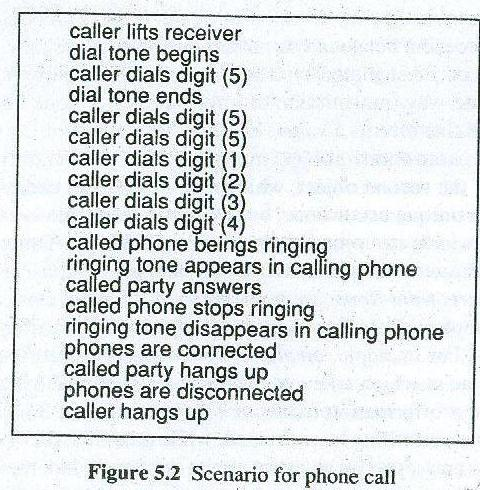 caller lifts receiver
dial tone begins
caller dials digit (5)
dial tone ends
caller dials digit (5)
caller dials digit (5)
caller dials digit (1)
caller dials digit (2)
caller dials digit (3)
caller dials digit (4)
called phone beings ringing
ringing tone appears in calling phone
called party answers
called phone stops ringing
ringing tone disappears in calling phone
phones are connected
called party hangs up
phones are disconnected
caller hangs up
Figure 5.2 Scenario for phone call